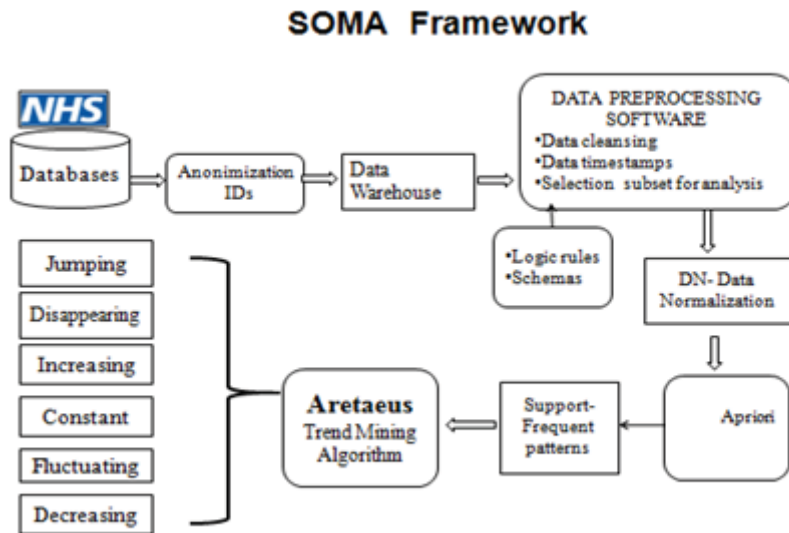 SOMA Framework
NHS
Databases
Anonimization
IDs
Data
Warehouse
DATA PREPROCESSING
SOFTWARE
•Data cleansing
•Data timestamps
•Selection subset for analysis
•Logic rules
•Schemas
DN- Data
Normalization
Apriori
Support-
Frequent
patterns
Aretaeus
Trend Mining
Algorithm
Jumping
Disappearing
Increasing
Constant
Fluctuating
Decreasing